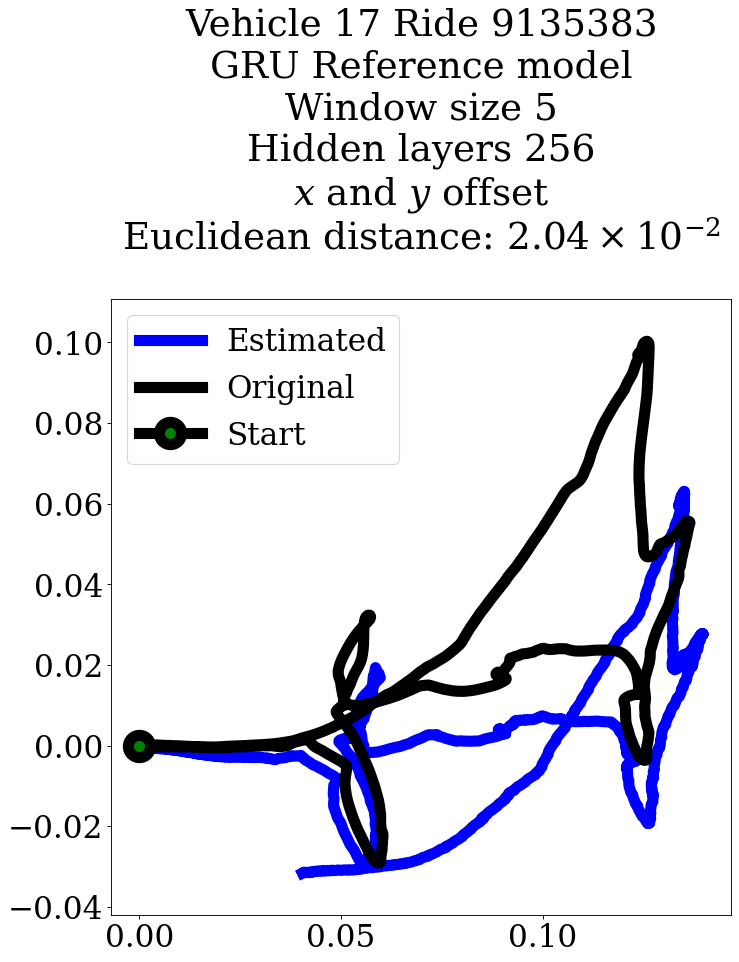 Vehicle 17 Ride 9135383
GRU Reference model
Window size 5
Hidden layers 256
x and y offset
Euclidean distance: 2.04 × 10⁻²
Estimated
Original
Start
0.10
0.08
0.06
0.04
0.02
0.00
−0.02
−0.04
0.00 0.05 0.10